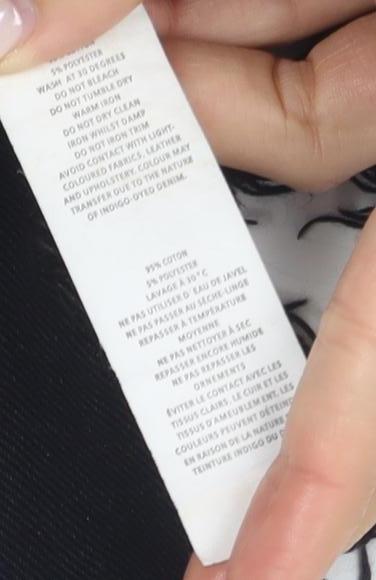 5% POLYESTER
WASH AT 30 DEGREES
DO NOT BLEACH
DO NOT TUMBLE DRY
WARM IRON
DO NOT DRY CLEAN
IRON WHILST DAMP
DO NOT IRON TRIM
AVOID CONTACT WITH LIGHT-
COLOURED FABRICS, LEATHER
AND UPHOLSTERY. COLOUR MAY
TRANSFER DUE TO THE NATURE
OF INDIGO-DYED DENIM.
95% COTON
5% POLYESTER
LAVAGE À 30°C
NE PAS UTILISER D'EAU DE JAVEL
NE PAS PASSER AU SÈCHE-LINGE
REPASSER À TEMPÉRATURE
MOYENNE
NE PAS NETTOYER À SEC
REPASSER ENCORE HUMIDE
NE PAS REPASSER LES
ORNEMENTS
ÉVITER LE CONTACT AVEC LES
TISSUS CLAIRS, LE CUIR ET LES
TISSUS D'AMEUBLEMENT, LES
COULEURS PEUVENT
EN RAISON DE LA NATURE
TEINTURE INDIGO DU